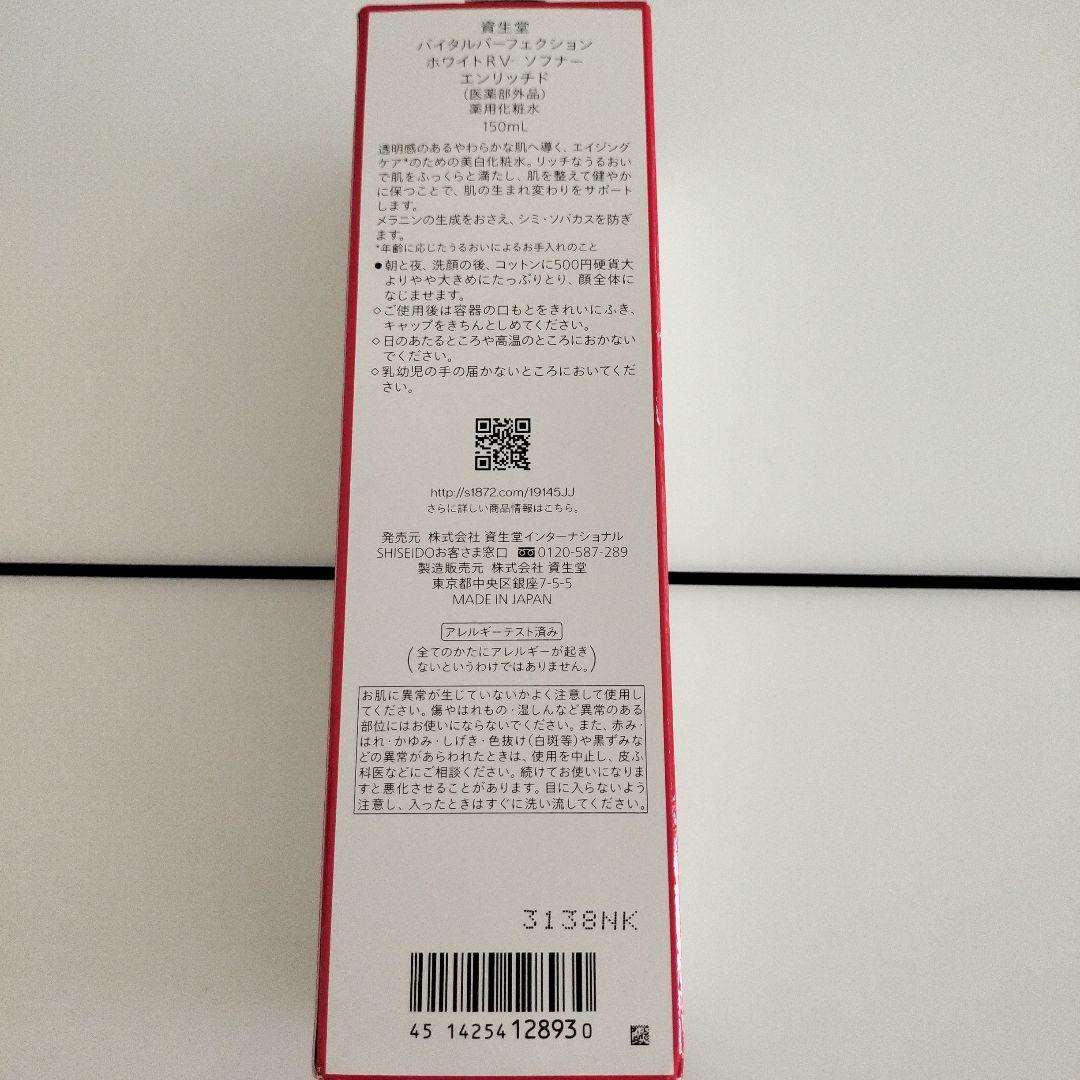 資生堂
バイタルパーフェクション
ホワイトRV ソフナー
エンリッチド
(医薬部外品)
薬用化粧水
150mL
透明感のあるやわらかな肌へ導く、エイジング
ケア*のための美白化粧水。リッチなうるおい
で肌をふっくらと満たし、肌を整えて健やか
に保つことで、肌の生まれ変わりをサポート
します。
メラニンの生成をおさえ、シミ・ソバカスを防ぎ
ます。
*年齢に応じたうるおいによるお手入れのこと
●朝と夜、洗顔の後、コットンに500円硬貨大
よりやや大きめにたっぷりとり、顔全体に
なじませます。
◇ご使用後は容器の口もとをきれいにふき、
キャップをきちんとしめてください。
◇日のあたるところや高温のところにおかない
でください。
◇乳幼児の手の届かないところにおいてくだ
さい。
http://s1872.com/19145JJ
さらに詳しい商品情報はこちら。
発売元 株式会社 資生堂インターナショナル
SHISEIDOお客さま窓口 0120-587-289
製造販売元 株式会社 資生堂
東京都中央区銀座7-5-5
MADE IN JAPAN
アレルギーテスト済み
(全てのかたにアレルギーが起き
ないというわけではありません。)
お肌に異常が生じていないかよく注意して使用し
てください。傷やはれもの・湿しんなど異常のある
部位にはお使いにならないでください。また、赤み・
はれ・かゆみ・しげき・色抜け(白斑等)や黒ずみな
どの異常があらわれたときは、使用を中止し、皮ふ
科医などにご相談ください。続けてお使いになりま
すと悪化させることがあります。目に入らないよう
注意し、入ったときはすぐに洗い流してください。
3138NK
45 14254 12893 0